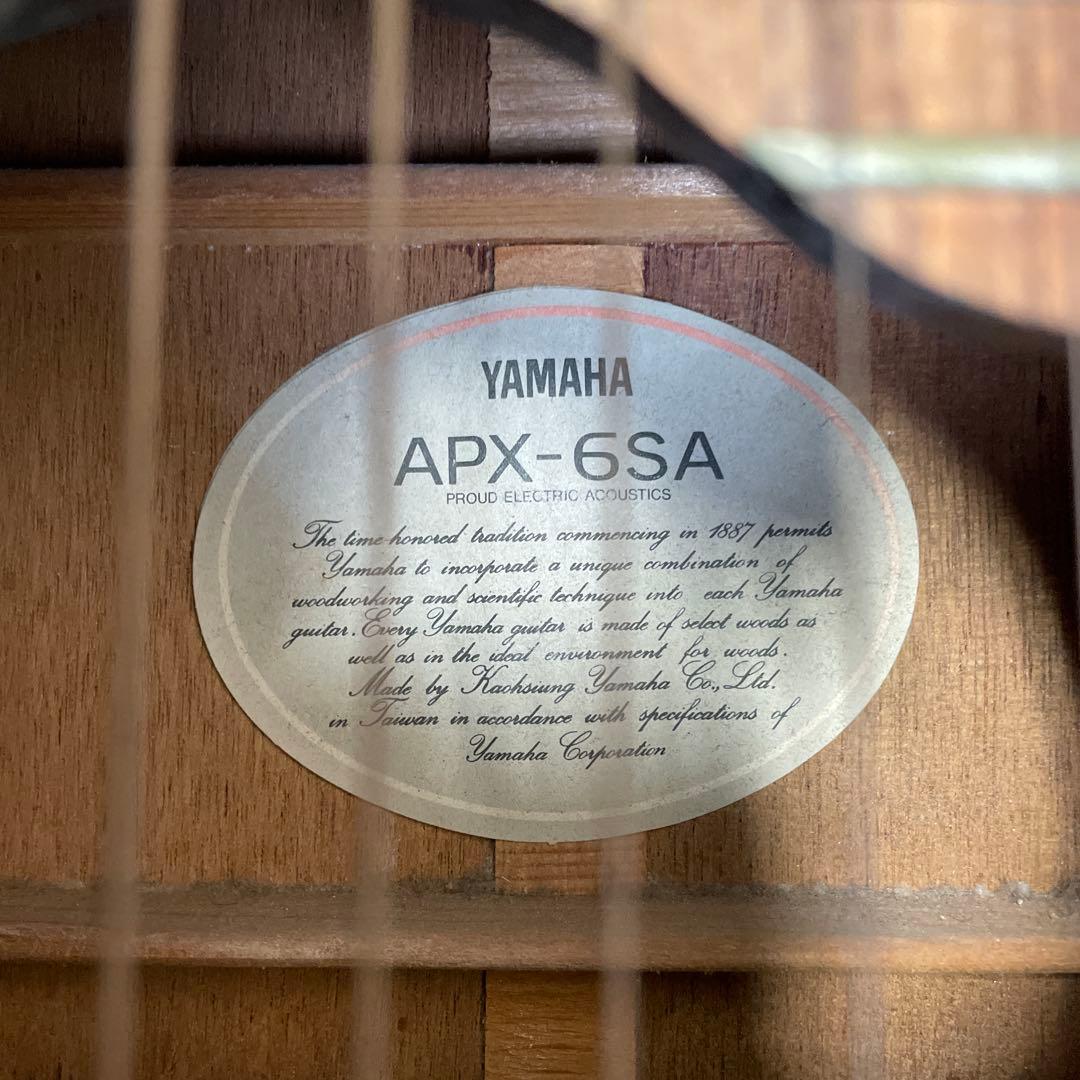 YAMAHA
APX-6SA
PROUD ELECTRIC ACOUSTICS
The time-honored tradition commencing in 1887 permits
Yamaha to incorporate a unique combination of
woodworking and scientific technique into each Yamaha
guitar. Every Yamaha guitar is made of select woods as
well as in the ideal environment for woods.
Made by Kaohsiung Yamaha Co., Ltd.
in Taiwan in accordance with specifications of
Yamaha Corporation